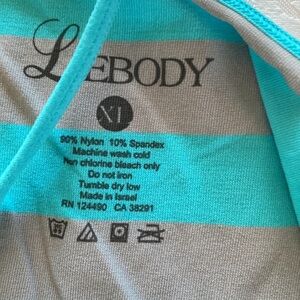 LEBODY
XL
90% Nylon 10% Spandex
Machine wash cold
Non chlorine bleach only
Do not iron
Tumble dry low
Made in Israel
RN 124490 CA 38291